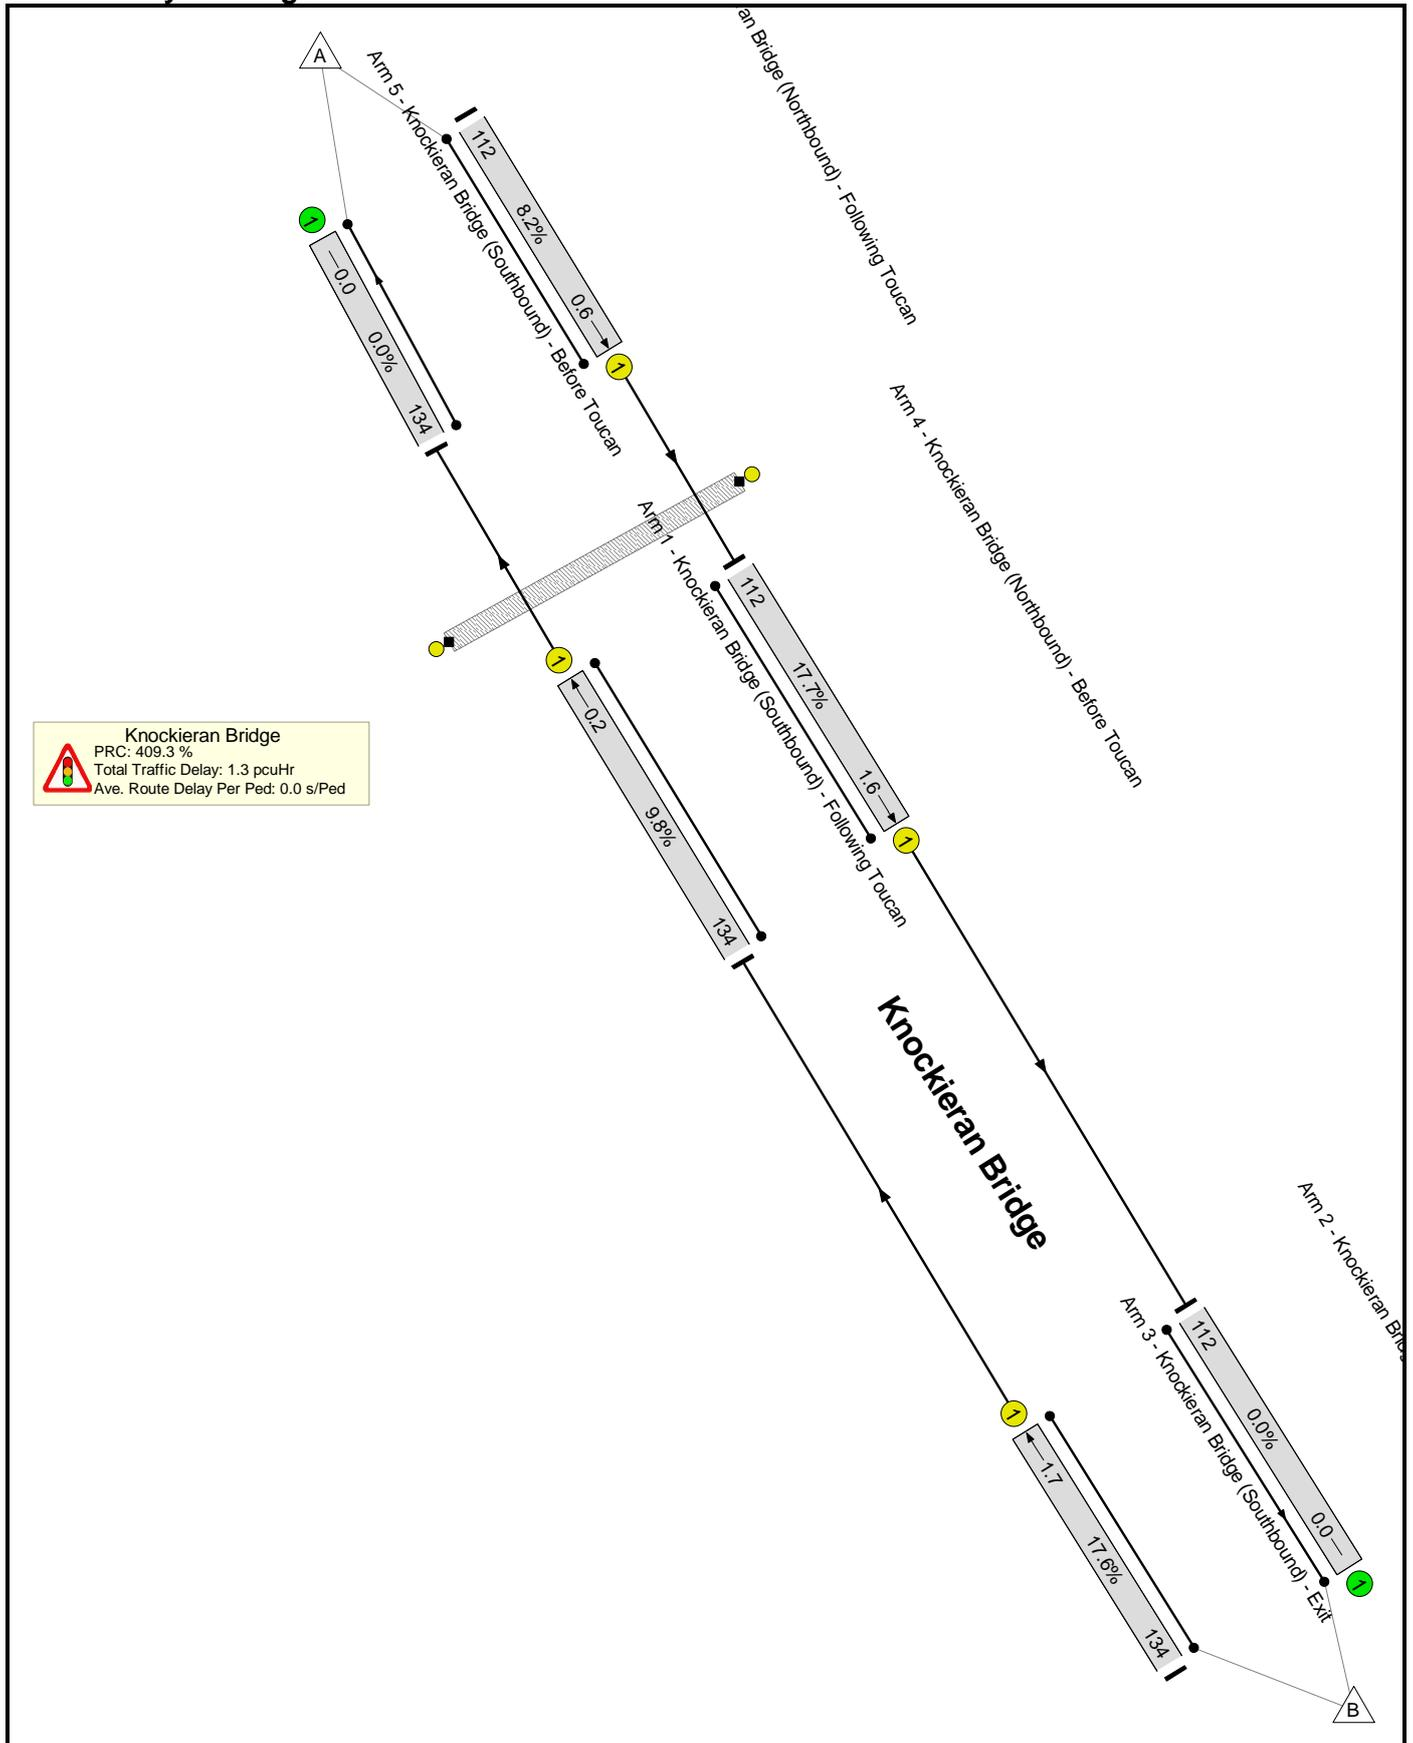 A
Arm 5 - Knockieran Bridge (Southbound) - Before Toucan
an Bridge (Northbound) - Following Toucan
112
8.2%
0.6
1
1
0.0
0.0%
134
Arm 4 - Knockieran Bridge (Northbound) - Before Toucan
Arm 1 - Knockieran Bridge (Southbound) - Following Toucan
112
17.7%
1.6
1
1
0.2
9.8%
134
Knockieran Bridge
PRC: 409.3 %
Total Traffic Delay: 1.3 pcuHr
Ave. Route Delay Per Ped: 0.0 s/Ped
Knockieran Bridge
Arm 2 - Knockieran
Arm 3 - Knockieran Bridge (Southbound) - Exit
112
0.0%
0.0
1
1
1.7
17.6%
134
B